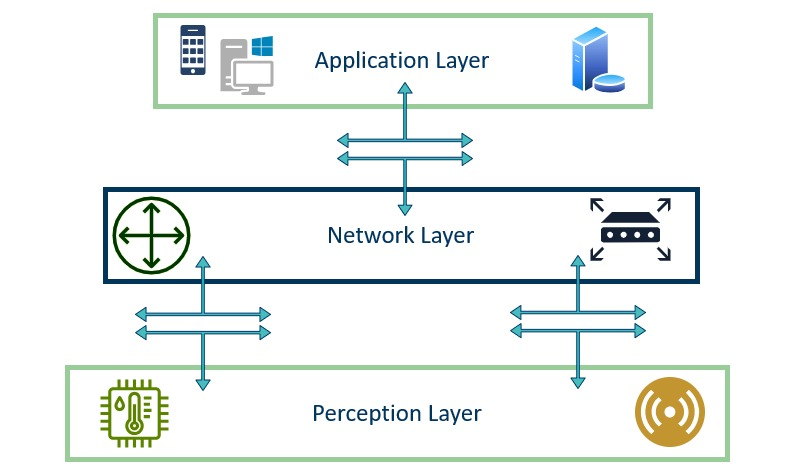 Application Layer
Network Layer
Perception Layer